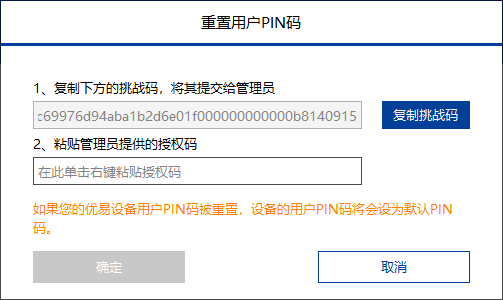 重置用户PIN码
1、复制下方的挑战码，将其提交给管理员
c69976d94aba1b2d6e01f000000000000b8140915
复制挑战码
2、粘贴管理员提供的授权码
在此单击右键粘贴授权码
如果您的优易设备用户PIN码被重置，设备的用户PIN码将会设为默认PIN
码。
确定
取消